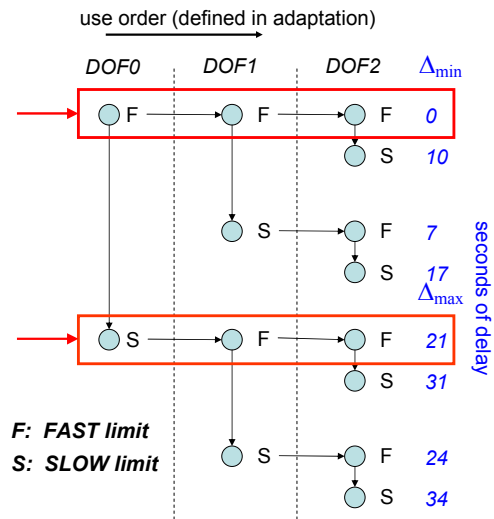 use order (defined in adaptation)
DOF0 DOF1 DOF2 Δmin
F F F 0
S 10
S F 7
S 17
Δmax
S F F 21
S 31
F: FAST limit
S: SLOW limit
S F 24
S 34
seconds of delay